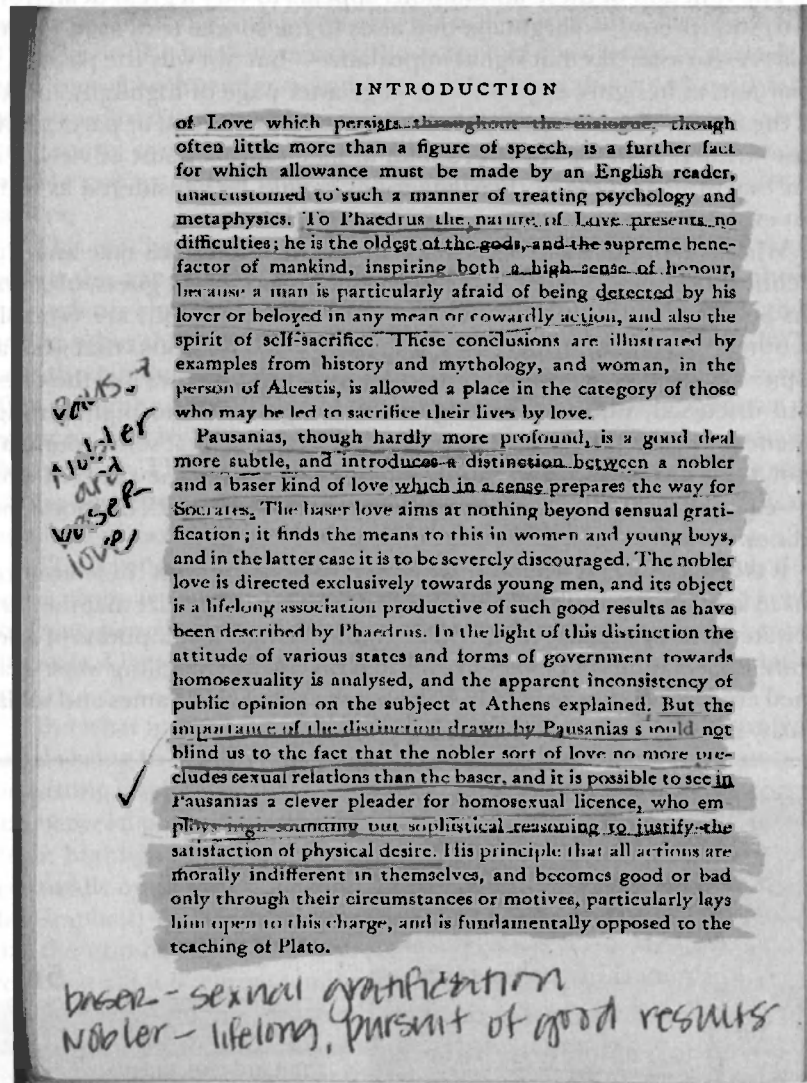 INTRODUCTION
of Love which persists throughout the dialogue, though
often little more than a figure of speech, is a further fact
for which allowance must be made by an English reader,
unaccustomed to such a manner of treating psychology and
metaphysics. To Phaedrus the nature of Love presents no
difficulties; he is the oldest of the gods, and the supreme bene-
factor of mankind, inspiring both a high sense of honour,
because a man is particularly afraid of being detected by his
lover or beloved in any mean or cowardly action, and also the
spirit of self-sacrifice. These conclusions are illustrated by
examples from history and mythology, and woman, in the
person of Alcestis, is allowed a place in the category of those
who may be led to sacrifice their lives by love.
Pausanias, though hardly more profound, is a good deal
more subtle, and introduces a distinction between a nobler
and a baser kind of love which in a sense prepares the way for
Socrates. The baser love aims at nothing beyond sensual grati-
fication; it finds the means to this in women and young boys,
and in the latter case it is to be severely discouraged. The nobler
love is directed exclusively towards young men, and its object
is a lifelong association productive of such good results as have
been described by Phaedrus. In the light of this distinction the
attitude of various states and forms of government towards
homosexuality is analysed, and the apparent inconsistency of
public opinion on the subject at Athens explained. But the
importance of the distinction drawn by Pausanias should not
blind us to the fact that the nobler sort of love no more pre-
cludes sexual relations than the baser, and it is possible to see in
Pausanias a clever pleader for homosexual licence, who em-
ploys high-sounding but sophistical reasoning to justify the
satisfaction of physical desire. His principle that all actions are
morally indifferent in themselves, and becomes good or bad
only through their circumstances or motives, particularly lays
him open to this charge, and is fundamentally opposed to the
teaching of Plato.
baser - sexual gratification
Nobler - lifelong, pursuit of good results